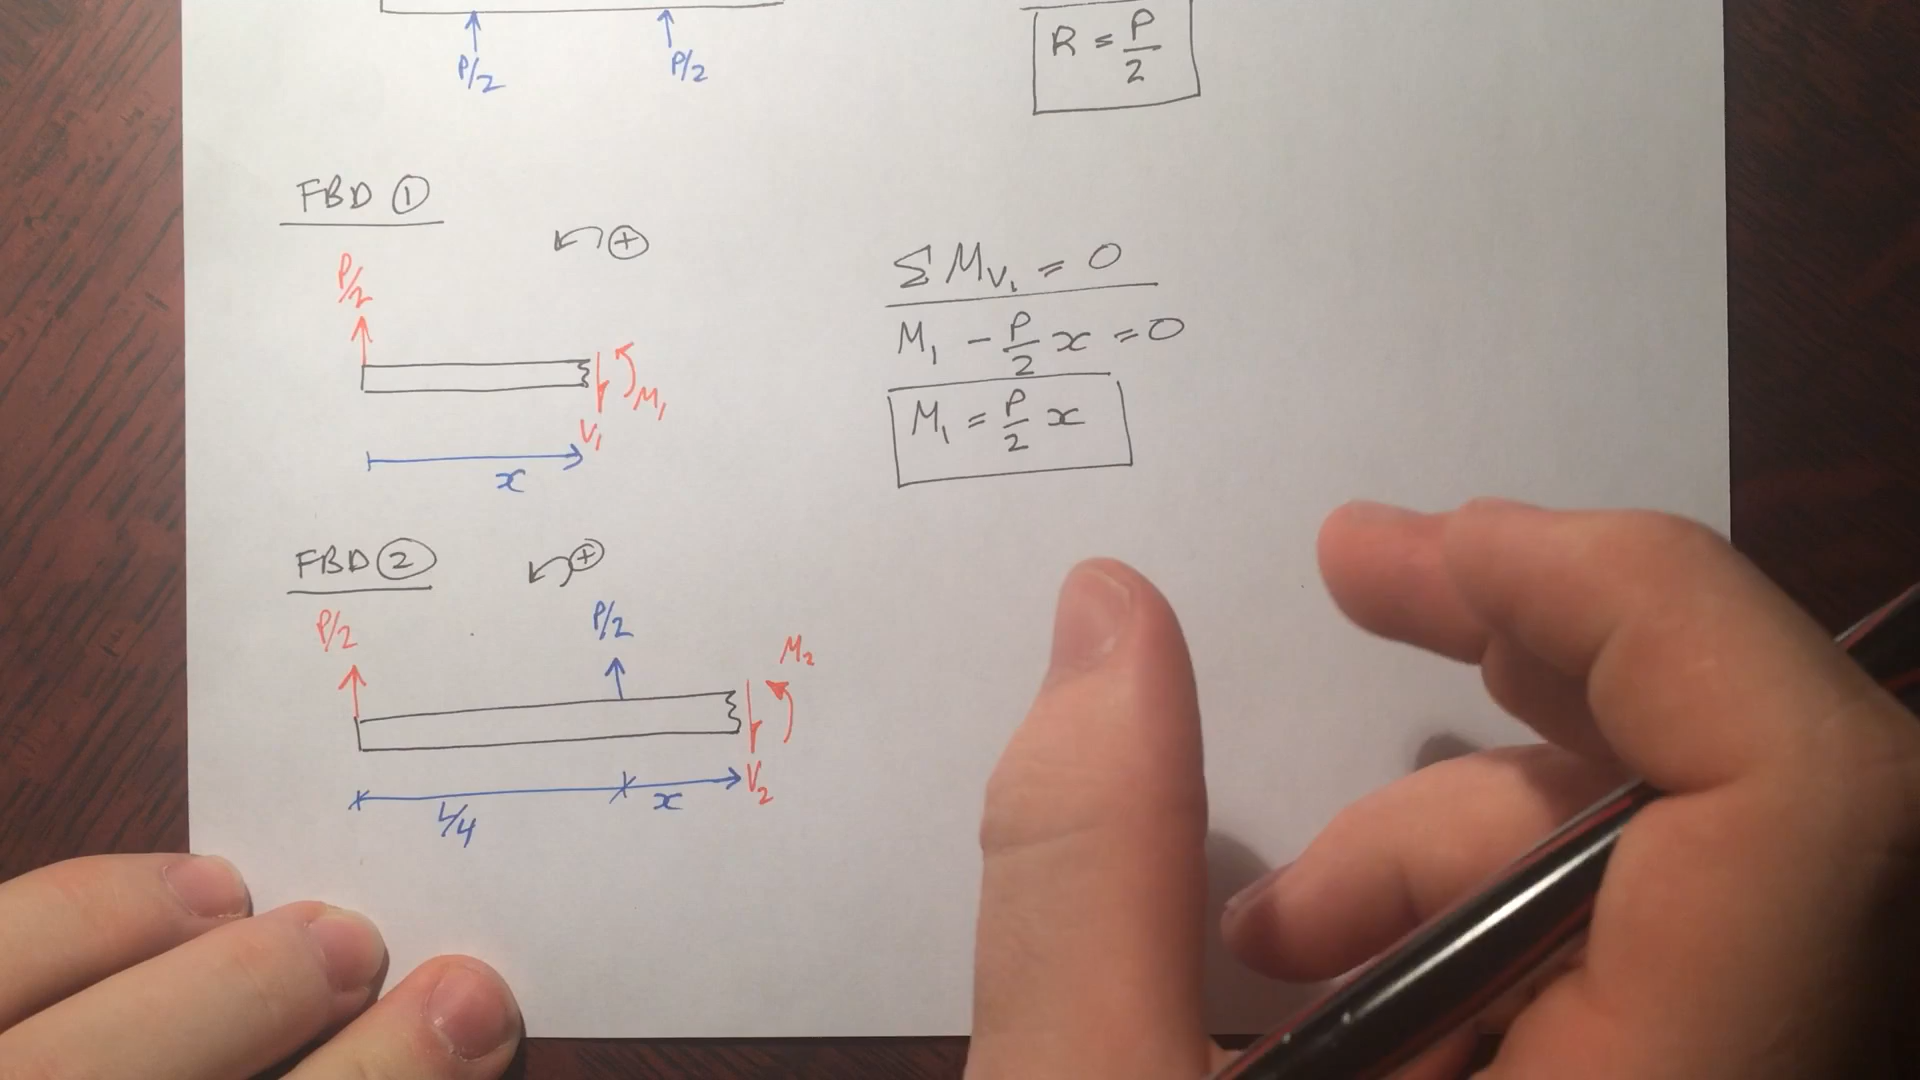 P/2
P/2
R = P/2
FBD ①
+
P/2
M₁
V₁
x
ΣM_V₁ = 0
M₁ - P/2 x = 0
M₁ = P/2 x
FBD ②
+
P/2
P/2
M₂
V₂
L/4
x